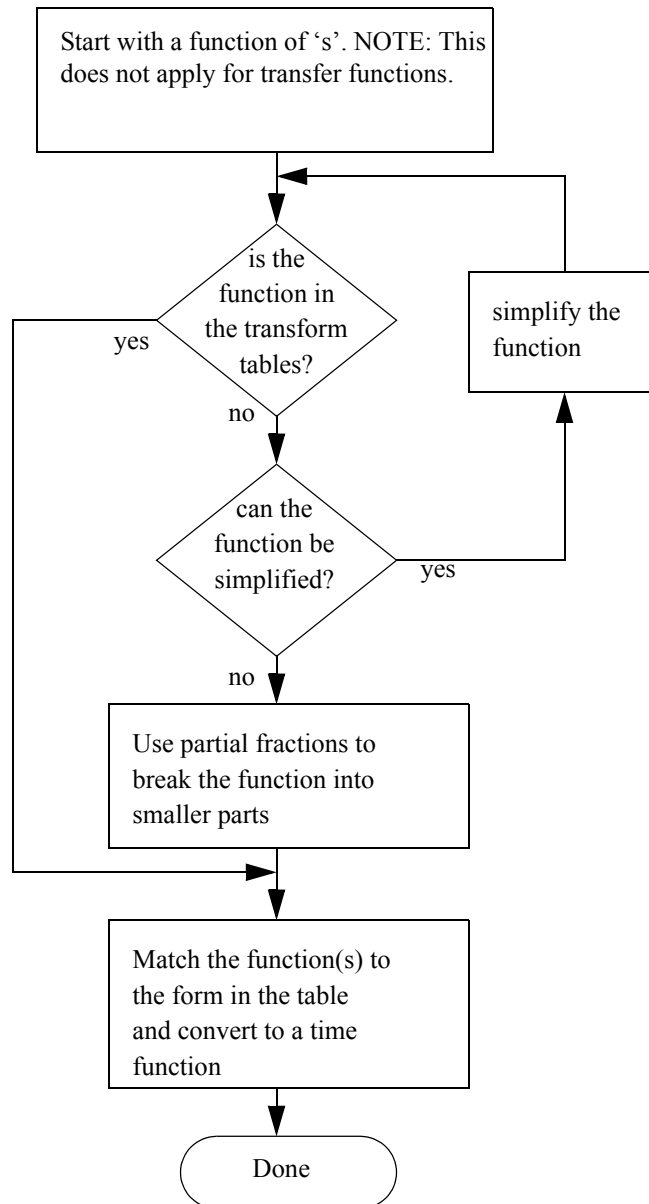 Start with a function of ‘s’. NOTE: This
does not apply for transfer functions.
is the
function in
the transform
tables?
yes
no
simplify the
function
can the
function be
simplified?
yes
no
Use partial fractions to
break the function into
smaller parts
Match the function(s) to
the form in the table
and convert to a time
function
Done